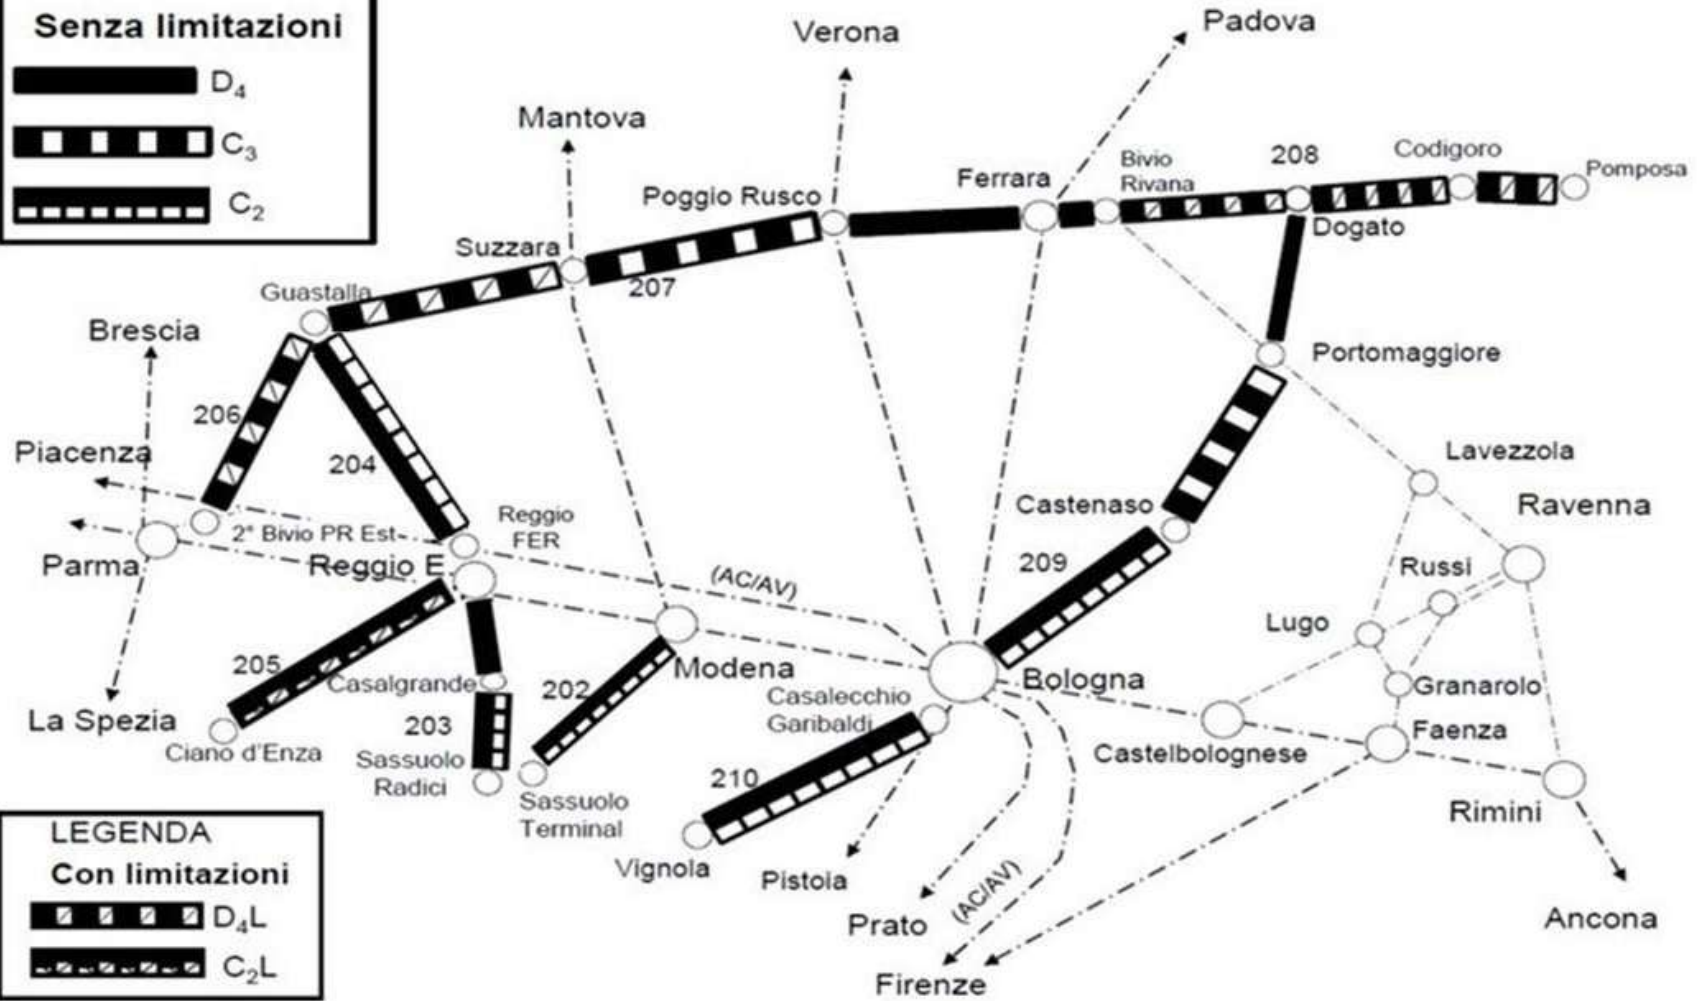 Senza limitazioni
D4
C3
C2
Verona
Padova
Mantova
Poggio Rusco
Ferrara
Bivio
Rivana
208
Codigoro
Pomposa
Dogato
Suzzara
207
Guastalla
Brescia
206
204
Piacenza
Portomaggiore
Lavezzola
Ravenna
Castenaso
209
Reggio
FER
2° Bivio PR Est
Parma
Reggio E
(AC/AV)
Russi
Lugo
205
Casalgrande
202
Modena
Bologna
Granarolo
La Spezia
Ciano d'Enza
203
Sassuolo
Radici
Casalecchio
Garibaldi
Castelbolognese
Faenza
210
Sassuolo
Terminal
Rimini
Vignola
Pistoia
Prato
(AC/AV)
Ancona
Firenze
LEGENDA
Con limitazioni
D4L
C2L